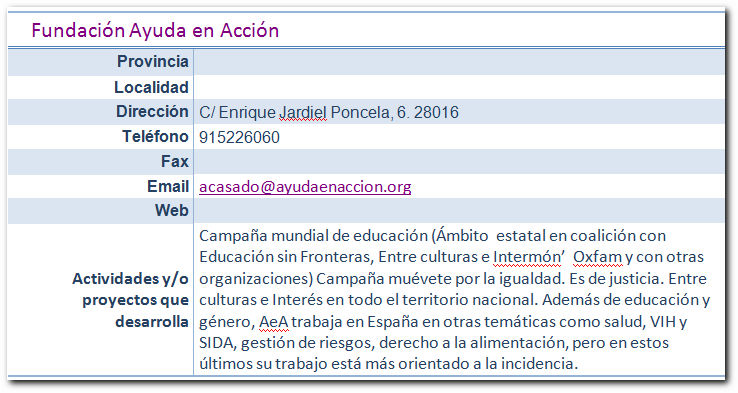 Fundación Ayuda en Acción
Provincia
Localidad
Dirección C/ Enrique Jardiel Poncela, 6. 28016
Teléfono 915226060
Fax
Email acasado@ayudaenaccion.org
Web
Actividades y/o proyectos que desarrolla
Campaña mundial de educación (Ámbito  estatal en coalición con
Educación sin Fronteras, Entre culturas e Intermón’  Oxfam y con otras
organizaciones) Campaña muévete por la igualdad. Es de justicia. Entre
culturas e Interés en todo el territorio nacional. Además de educación y
género, AeA trabaja en España en otras temáticas como salud, VIH y
SIDA, gestión de riesgos, derecho a la alimentación, pero en estos
últimos su trabajo está más orientado a la incidencia.